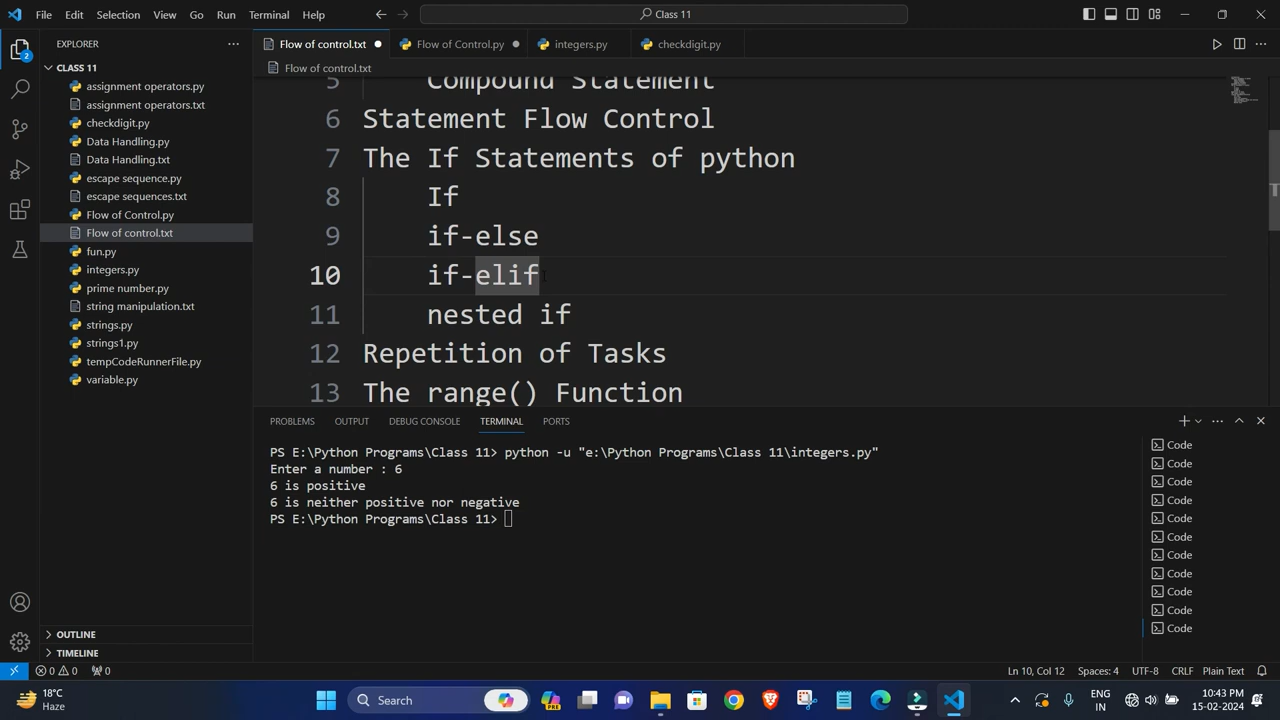 File Edit Selection View Go Run Terminal Help
Class 11
EXPLORER
Flow of control.txt
Flow of Control.py
integers.py
checkdigit.py
CLASS 11
Flow of control.txt
assignment operators.py
assignment operators.txt
checkdigit.py
Data Handling.py
Data Handling.txt
escape sequence.py
escape sequences.txt
Flow of Control.py
Flow of control.txt
fun.py
integers.py
prime number.py
string manipulation.txt
strings.py
strings1.py
tempCodeRunnerFile.py
variable.py
OUTLINE
TIMELINE
2
5 Compound Statement
6 Statement Flow Control
7 The If Statements of python
8 If
9 if-else
10 if-elif
11 nested if
12 Repetition of Tasks
13 The range() Function
PROBLEMS OUTPUT DEBUG CONSOLE TERMINAL PORTS
PS E:\Python Programs\Class 11> python -u "e:\Python Programs\Class 11\integers.py"
Enter a number : 6
6 is positive
6 is neither positive nor negative
PS E:\Python Programs\Class 11>
Code
Code
Code
Code
Code
Code
Code
Code
Code
Code
Code
0 0 0
Ln 10, Col 12 Spaces: 4 UTF-8 CRLF Plain Text
18°C
Haze
Search
PRE
ENG
IN
10:43 PM
15-02-2024